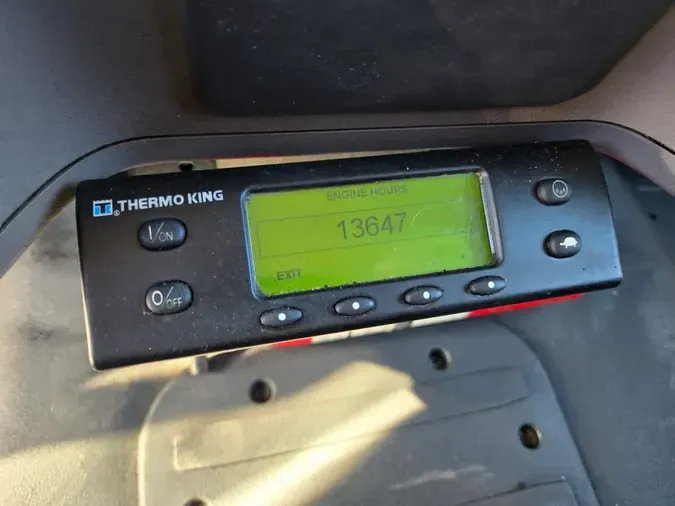 THERMO KING
®
I/ON
O/OFF
ENGINE HOURS
13647
EXIT